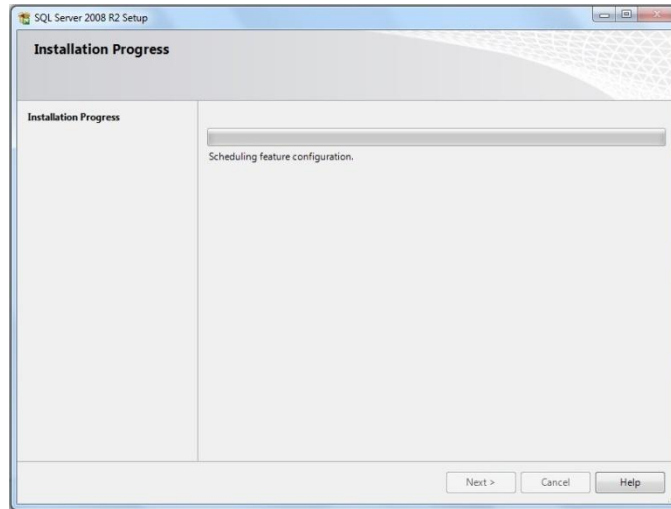 SQL Server 2008 R2 Setup
Installation Progress
Installation Progress
Scheduling feature configuration.
Next > Cancel Help